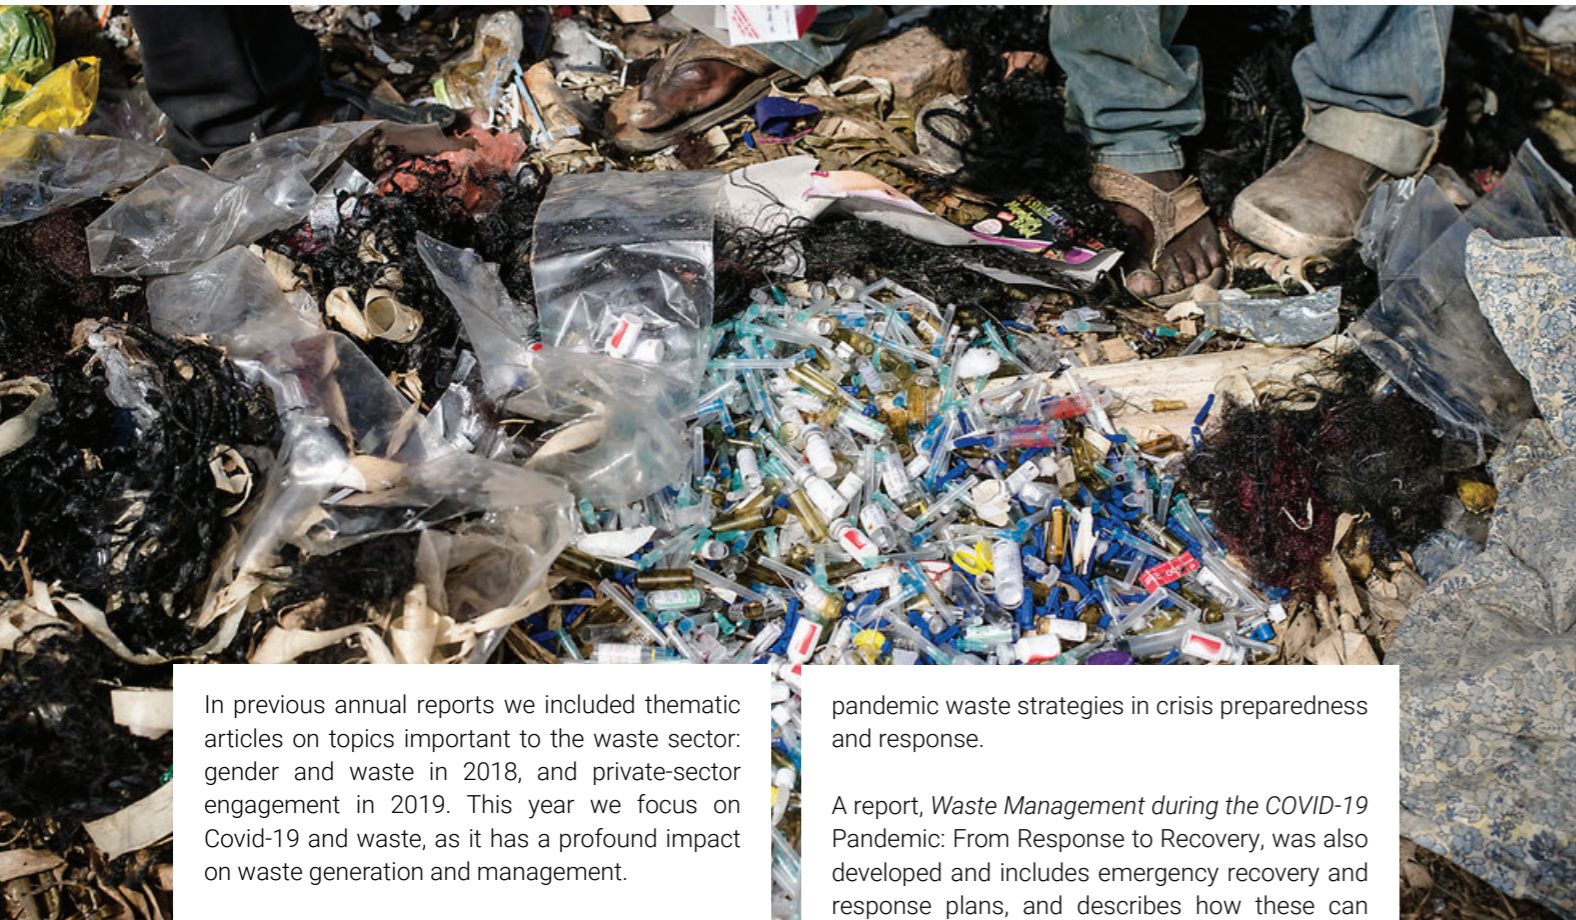 In previous annual reports we included thematic
articles on topics important to the waste sector:
gender and waste in 2018, and private-sector
engagement in 2019. This year we focus on
Covid-19 and waste, as it has a profound impact
on waste generation and management.
pandemic waste strategies in crisis preparedness
and response.
A report, Waste Management during the COVID-19
Pandemic: From Response to Recovery, was also
developed and includes emergency recovery and
response plans, and describes how these can